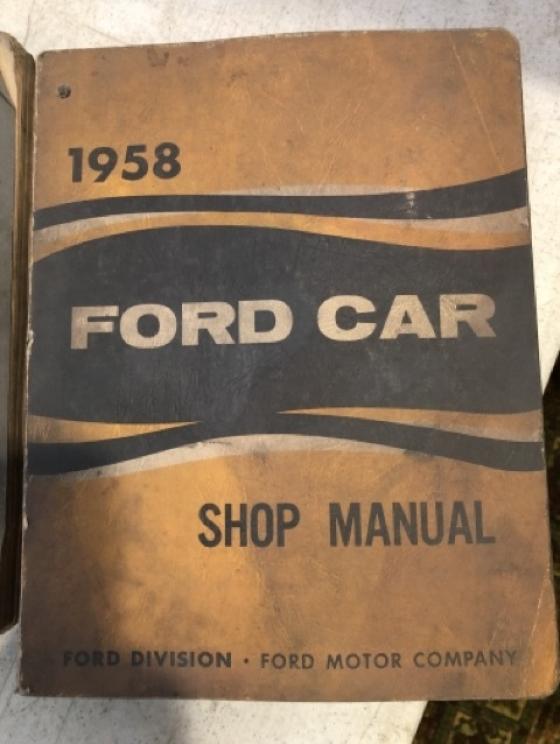 1958
FORD CAR
SHOP MANUAL
FORD DIVISION · FORD MOTOR COMPANY